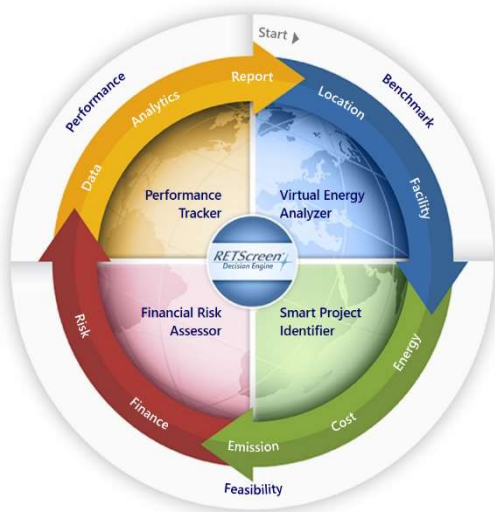 Start
Benchmark
Location
Facility
Virtual Energy
Analyzer
Energy
Cost
Emission
Smart Project
Identifier
Feasibility
Finance
Risk
Financial Risk
Assessor
Performance
Data
Analytics
Report
Performance
Tracker
RETScreen
Decision Engine